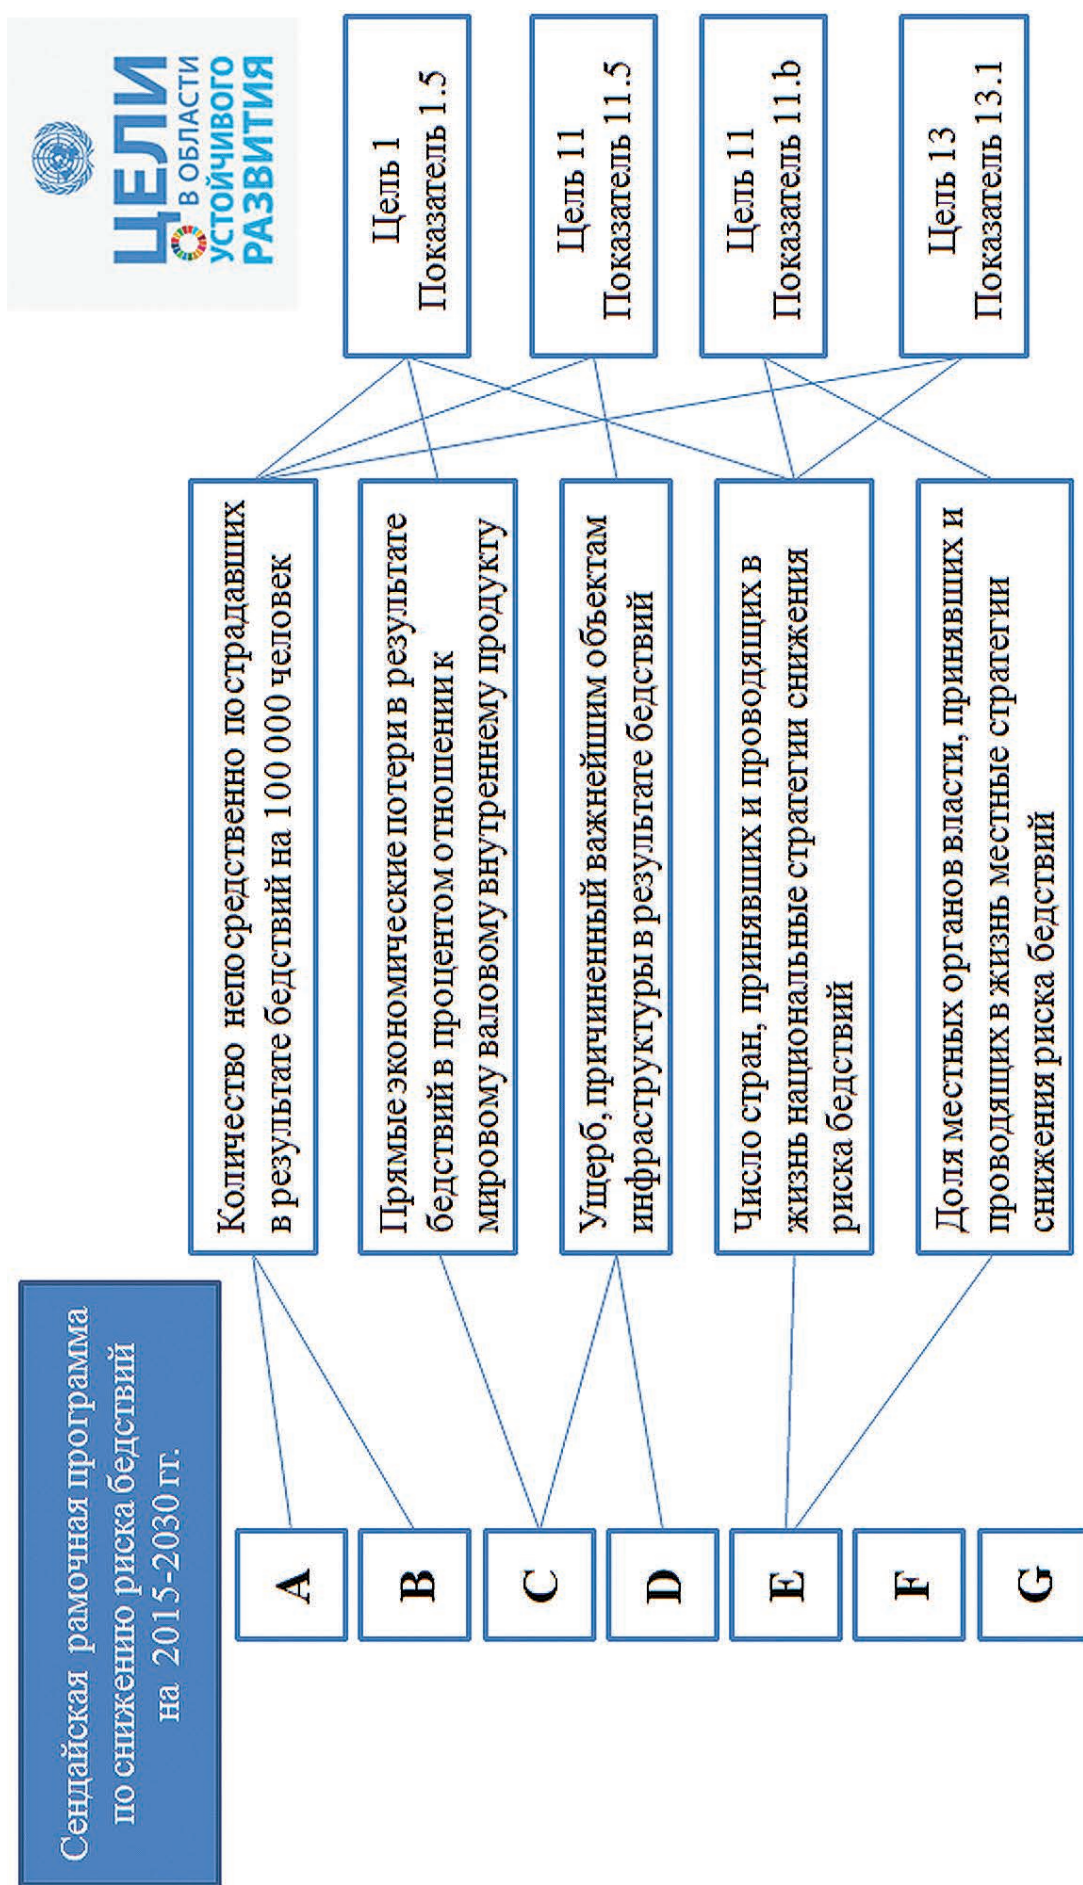 Сендайская рамочная программа
по снижению риска бедствий
на 2015-2030 гг.
ЦЕЛИ
В ОБЛАСТИ
УСТОЙЧИВОГО
РАЗВИТИЯ
A
B
C
D
E
F
G
Количество непосредственно пострадавших
в результате бедствий на 100 000 человек
Прямые экономические потери в результате
бедствий в процентом отношении к
мировому валовому внутреннему продукту
Ущерб, причиненный важнейшим объектам
инфраструктуры в результате бедствий
Число стран, принявших и проводящих в
жизнь национальные стратегии снижения
риска бедствий
Доля местных органов власти, принявших и
проводящих в жизнь местные стратегии
снижения риска бедствий
Цель 1
Показатель 1.5
Цель 11
Показатель 11.5
Цель 11
Показатель 11.b
Цель 13
Показатель 13.1